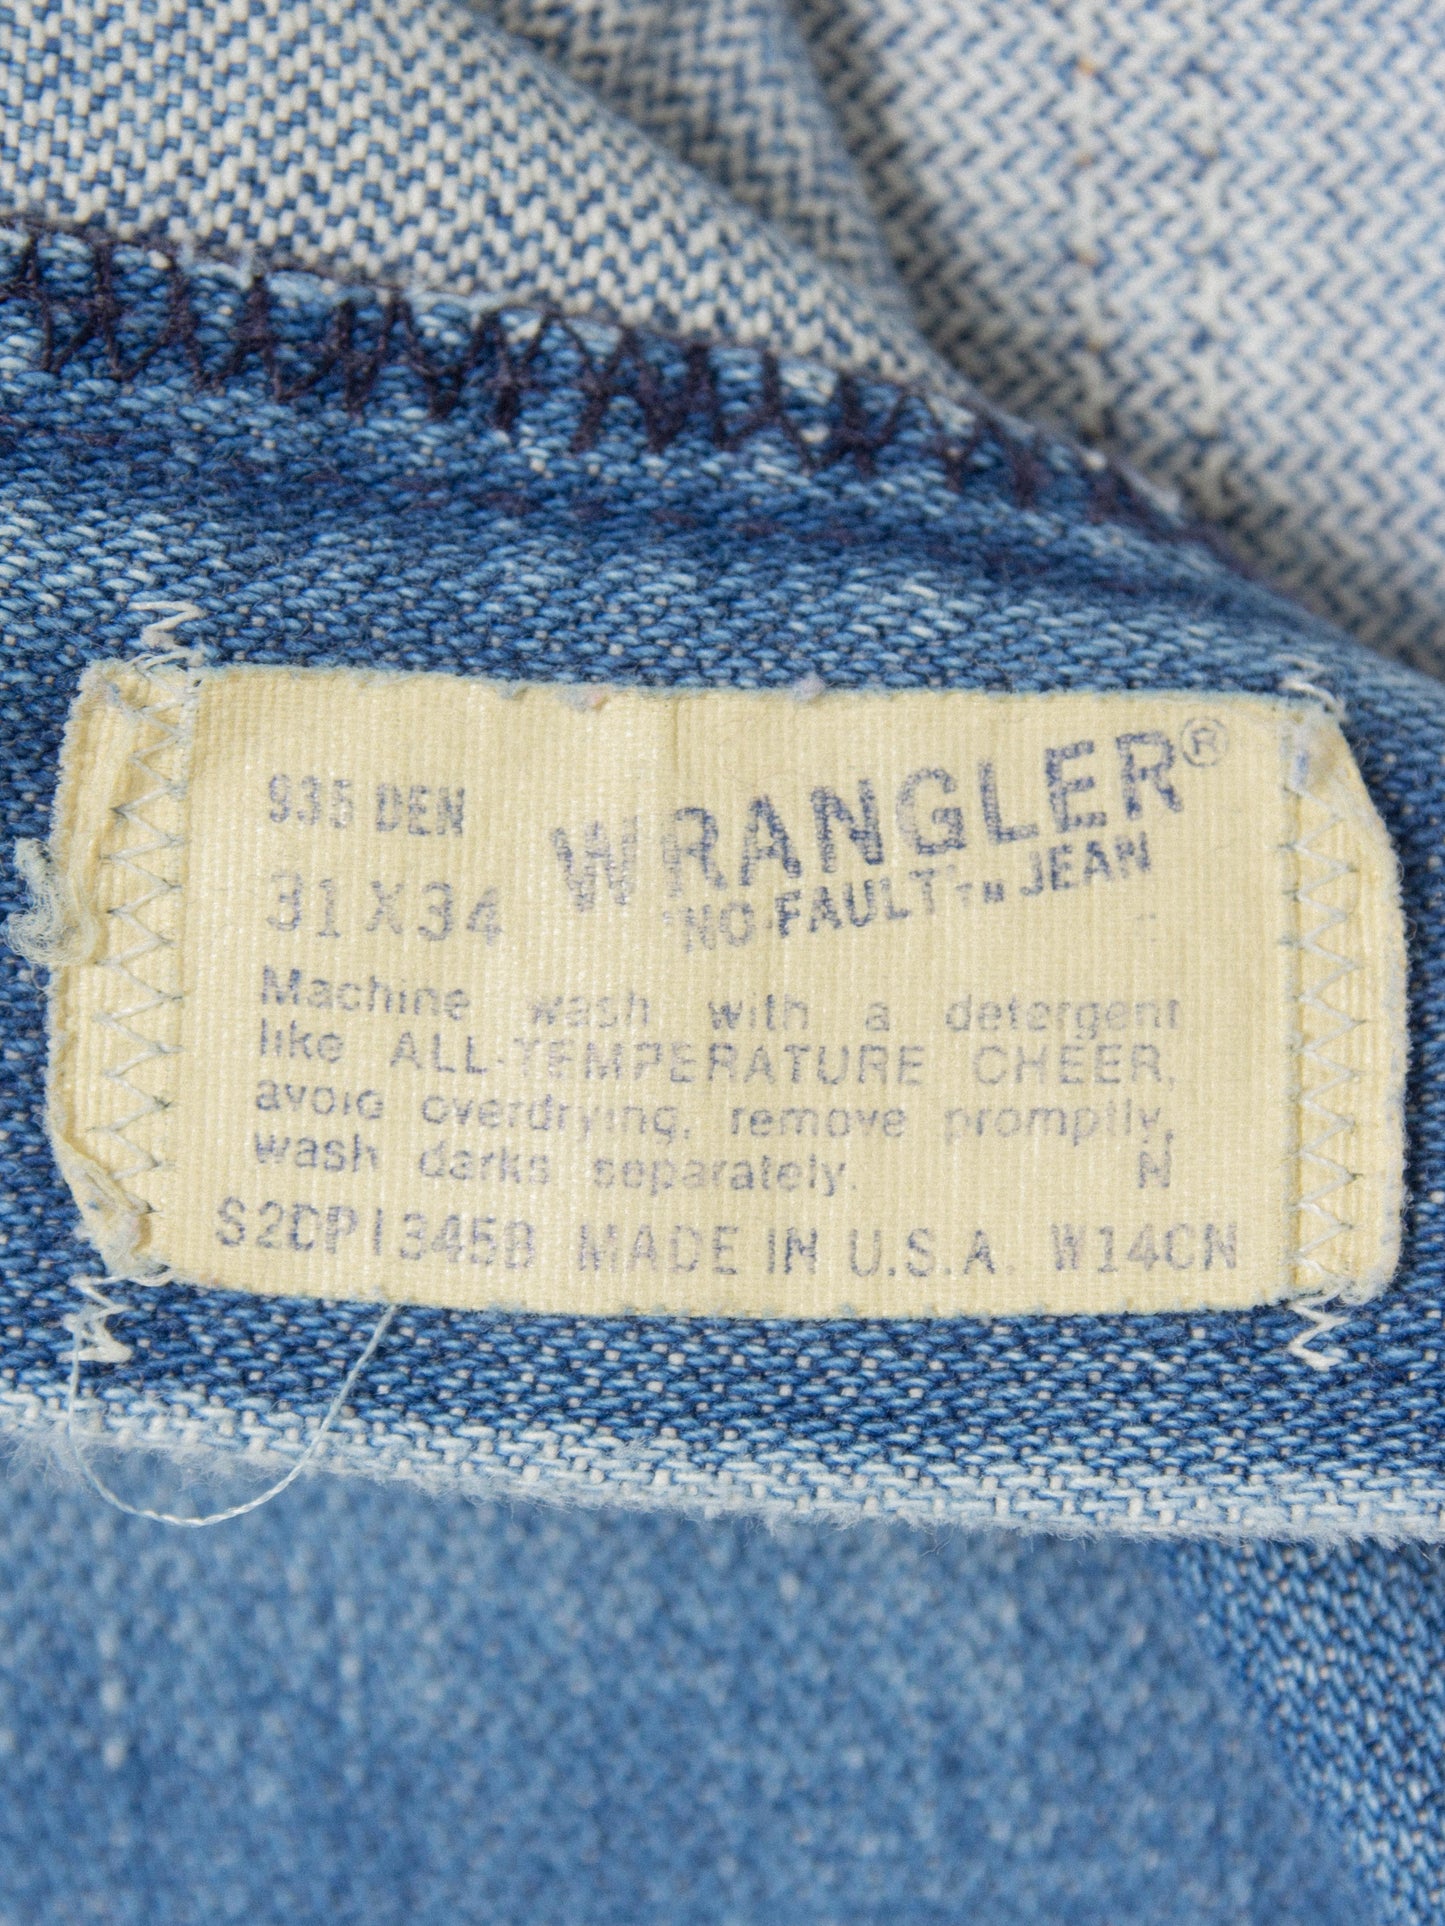 935 DEN
WRANGLER®
31 X 34
"NO-FAULT"™ JEAN
Machine wash with a detergent
like ALL-TEMPERATURE CHEER,
avoid overdrying, remove promptly,
wash darks separately. N
S2DP1345B MADE IN U.S.A. W14CN